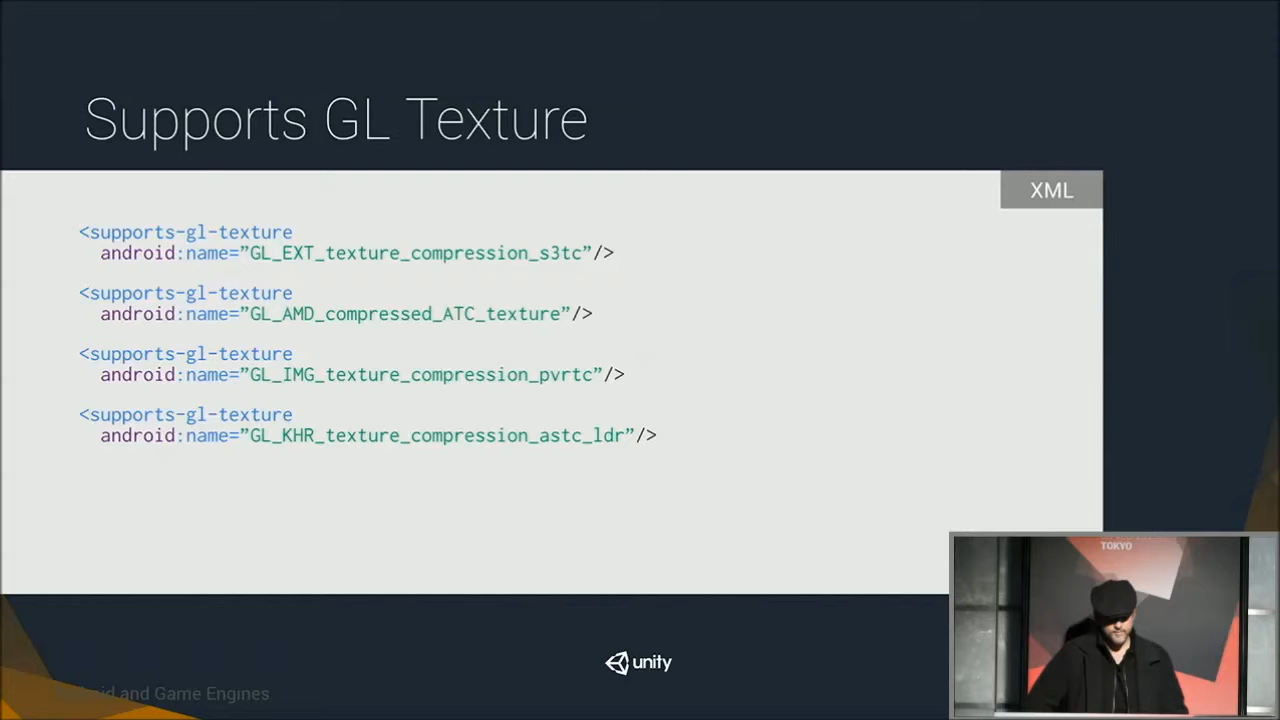 Supports GL Texture
XML
<supports-gl-texture
android:name=”GL_EXT_texture_compression_s3tc”/>
<supports-gl-texture
android:name=”GL_AMD_compressed_ATC_texture”/>
<supports-gl-texture
android:name=”GL_IMG_texture_compression_pvrtc”/>
<supports-gl-texture
android:name=”GL_KHR_texture_compression_astc_ldr”/>
TOKYO
unity
and Game Engines